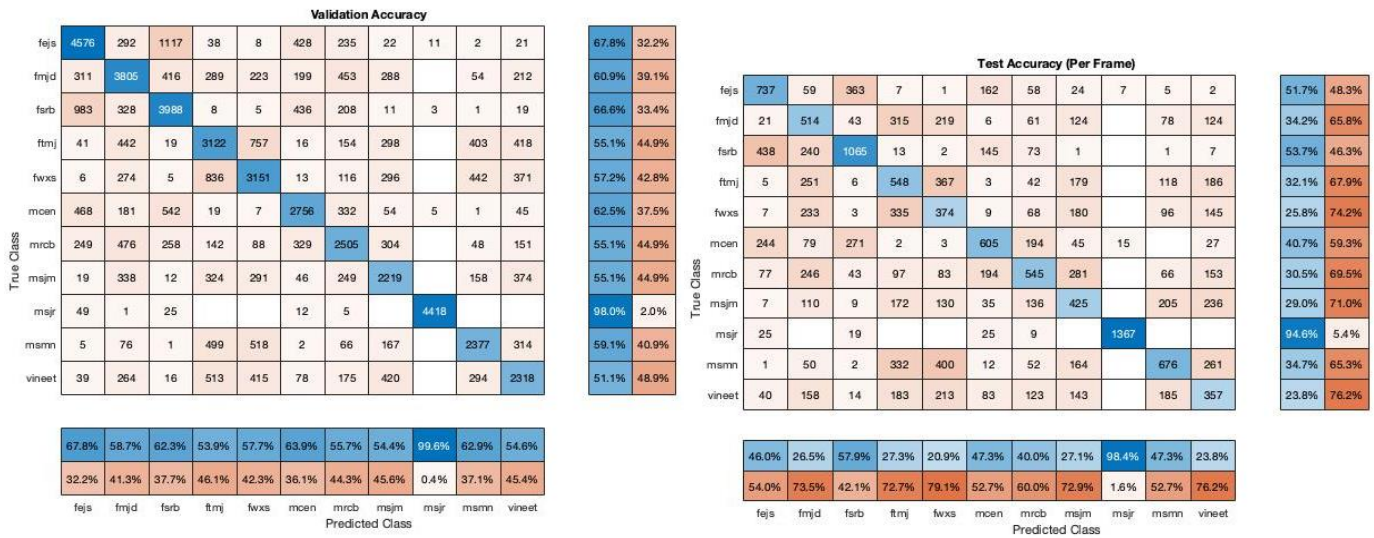 Validation Accuracy
fejs 4576 292 1117 38 8 428 235 22 11 2 21 67.8% 32.2%
fmjd 311 3805 416 289 223 199 453 288 54 212 60.9% 39.1%
fsrb 983 328 3988 8 5 436 208 11 3 1 19 66.6% 33.4%
ftmj 41 442 19 3122 757 16 154 298 403 418 55.1% 44.9%
fwxs 6 274 5 836 3151 13 116 296 442 371 57.2% 42.8%
mcen 468 181 542 19 7 2756 332 54 5 1 45 62.5% 37.5%
mrcb 249 476 258 142 88 329 2505 304 48 151 55.1% 44.9%
msjm 19 338 12 324 291 46 249 2219 158 374 55.1% 44.9%
msjr 49 1 25 12 5 4418 98.0% 2.0%
msmn 5 76 1 499 518 2 66 167 2377 314 59.1% 40.9%
vineet 39 264 16 513 415 78 175 420 294 2318 51.1% 48.9%
True Class
67.8% 58.7% 62.3% 53.9% 57.7% 63.9% 55.7% 54.4% 99.6% 62.9% 54.6%
32.2% 41.3% 37.7% 46.1% 42.3% 36.1% 44.3% 45.6% 0.4% 37.1% 45.4%
fejs fmjd fsrb ftmj fwxs mcen mrcb msjm msjr msmn vineet
Predicted Class
Test Accuracy (Per Frame)
fejs 737 59 363 7 1 162 58 24 7 5 2 51.7% 48.3%
fmjd 21 514 43 315 219 6 61 124 78 124 34.2% 65.8%
fsrb 438 240 1065 13 2 145 73 1 1 7 53.7% 46.3%
ftmj 5 251 6 548 367 3 42 179 118 186 32.1% 67.9%
fwxs 7 233 3 335 374 9 68 180 96 145 25.8% 74.2%
mcen 244 79 271 2 3 605 194 45 15 27 40.7% 59.3%
mrcb 77 246 43 97 83 194 545 281 66 153 30.5% 69.5%
msjm 7 110 9 172 130 35 136 425 205 236 29.0% 71.0%
msjr 25 19 25 9 1367 94.6% 5.4%
msmn 1 50 2 332 400 12 52 164 676 261 34.7% 65.3%
vineet 40 158 14 183 213 83 123 143 185 357 23.8% 76.2%
True Class
46.0% 26.5% 57.9% 27.3% 20.9% 47.3% 40.0% 27.1% 98.4% 47.3% 23.8%
54.0% 73.5% 42.1% 72.7% 79.1% 52.7% 60.0% 72.9% 1.6% 52.7% 76.2%
fejs fmjd fsrb ftmj fwxs mcen mrcb msjm msjr msmn vineet
Predicted Class